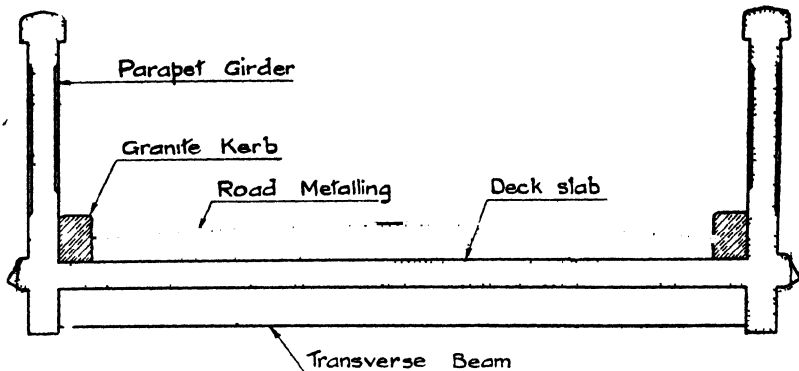 Parapet Girder
Granite Kerb
Road Metalling
Deck slab
Transverse Beam